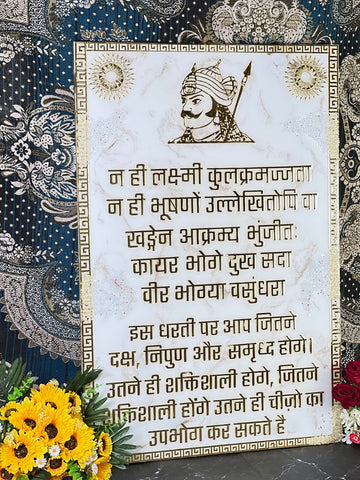 न ही लक्ष्मी कुलक्रमज्जता
न ही भूषणों उल्लेखितोपि वा
खड्गेन आक्रम्य भुंजीतः
कायर भोगे दुख सदा
वीर भोग्या वसुंधरा
इस धरती पर आप जितने
दक्ष, निपुण और समृध्द होगे।
उतने ही शक्तिशाली होगे, जितने
शक्तिशाली होंगे उतने ही चीज़ो का
उपभोग कर सकते है